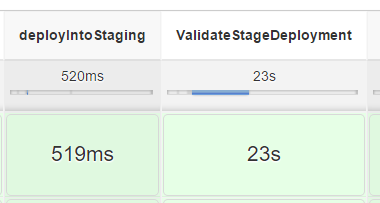 deployIntoStaging ValidateStageDeployment
520ms 23s
519ms 23s